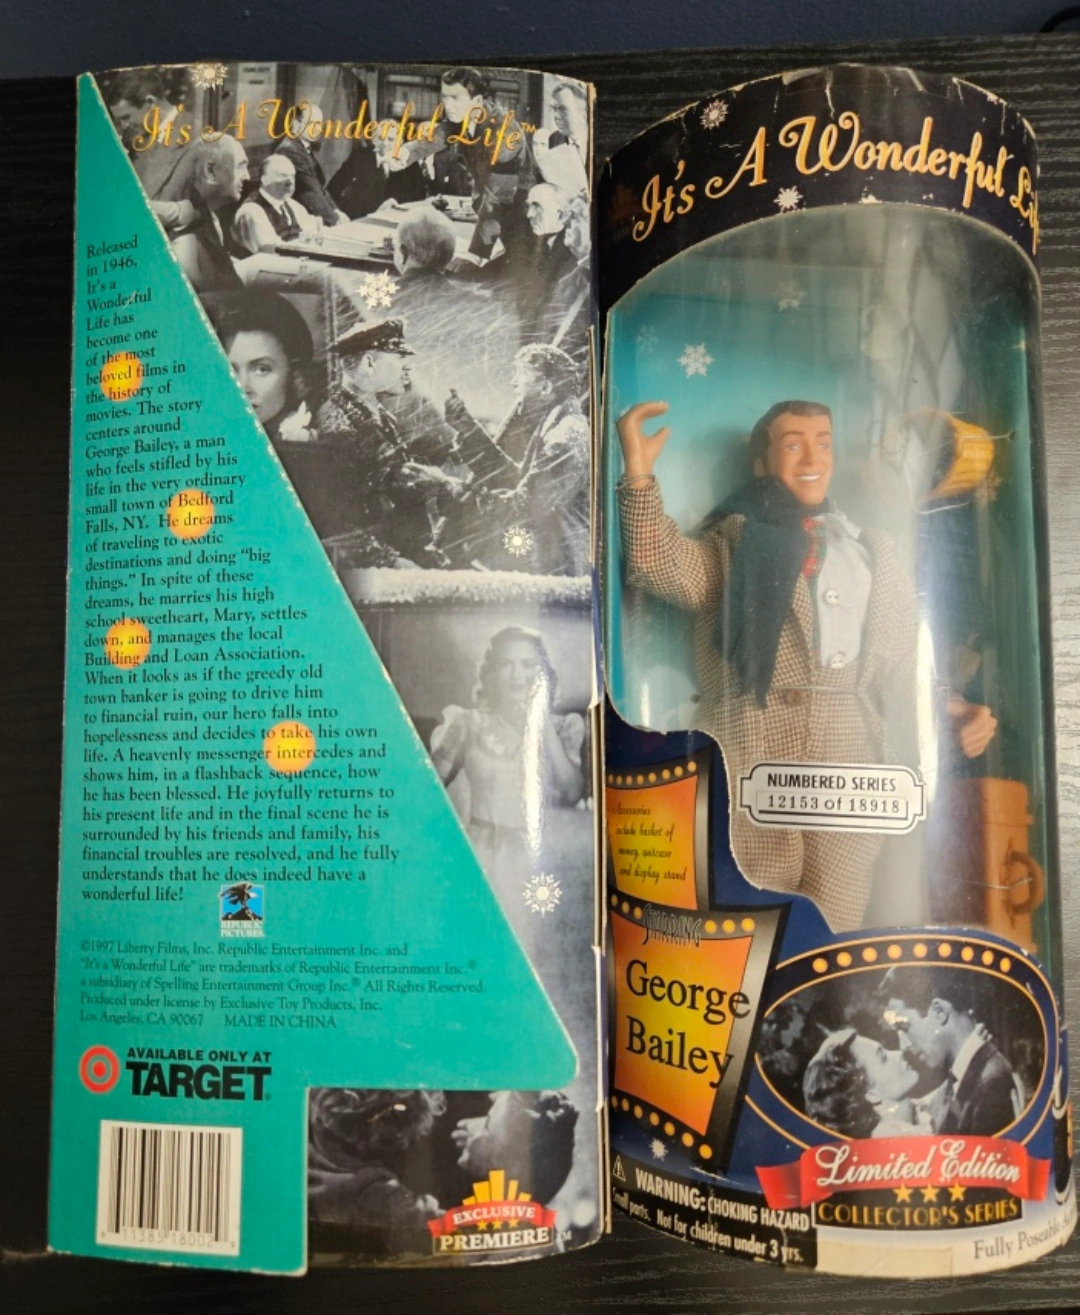 It's A Wonderful Life™
Released
in 1946,
It's a
Wonderful
Life has
become one
of the most
beloved films in
the history of
movies. The story
centers around
George Bailey, a man
who feels stifled by his
life in the very ordinary
small town of Bedford
Falls, NY. He dreams
of traveling to exotic
destinations and doing "big
things." In spite of these
dreams, he marries his high
school sweetheart, Mary, settles
down, and manages the local
Building and Loan Association.
When it looks as if the greedy old
town banker is going to drive him
to financial ruin, our hero falls into
hopelessness and decides to take his own
life. A heavenly messenger intercedes and
shows him, in a flashback sequence, how
he has been blessed. He joyfully returns to
his present life and in the final scene he is
surrounded by his friends and family, his
financial troubles are resolved, and he fully
understands that he does indeed have a
wonderful life!
REPUBLIC
PICTURES
©1997 Liberty Films, Inc. Republic Entertainment Inc. and
"It's a Wonderful Life" are trademarks of Republic Entertainment Inc.®
a subsidiary of Spelling Entertainment Group Inc.® All Rights Reserved.
Produced under license by Exclusive Toy Products, Inc.
Los Angeles, CA 90067 MADE IN CHINA
AVAILABLE ONLY AT
TARGET
11385 18002 9
EXCLUSIVE
PREMIERE™
It's A Wonderful Lif
NUMBERED SERIES
12153 of 18918
Accessories
include basket of
money, suitcase
and display stand
STARRING
George
Bailey
Limited Edition
COLLECTOR'S SERIES
WARNING: CHOKING HAZARD
Small parts. Not for children under 3 yrs.
Fully Poseable